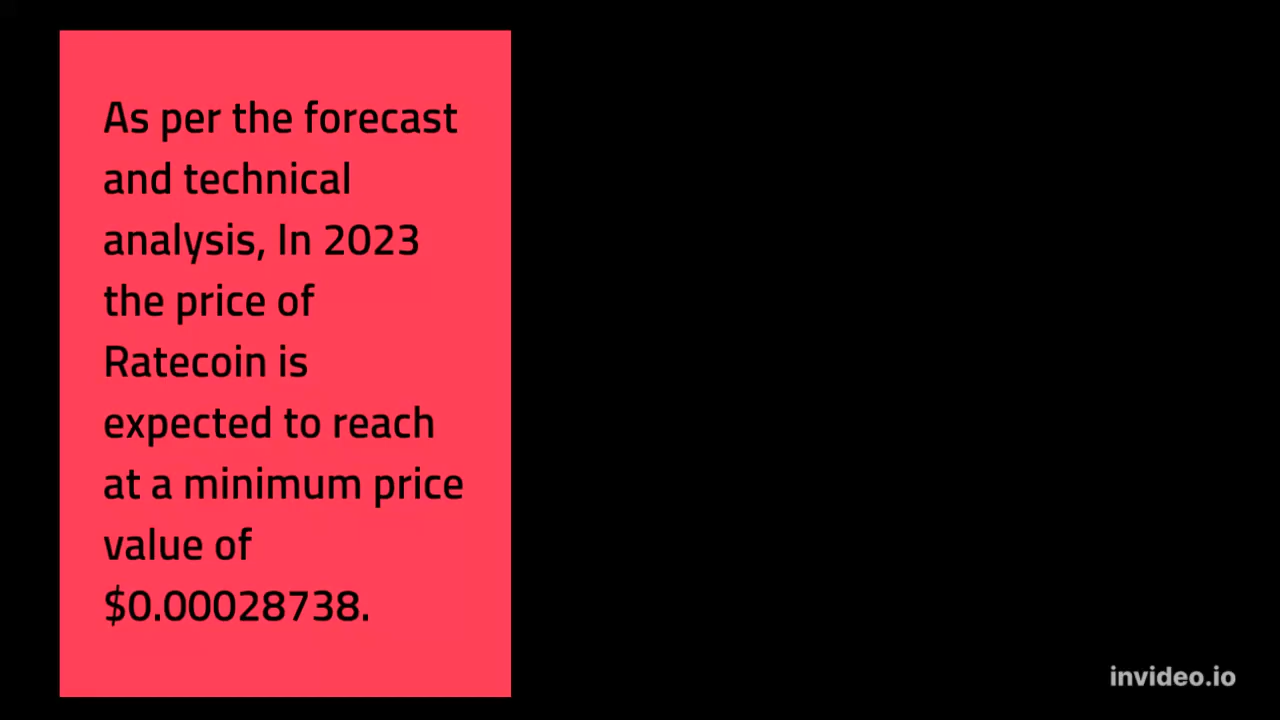 As per the forecast
and technical
analysis, In 2023
the price of
Ratecoin is
expected to reach
at a minimum price
value of
$0.00028738.
invideo.io